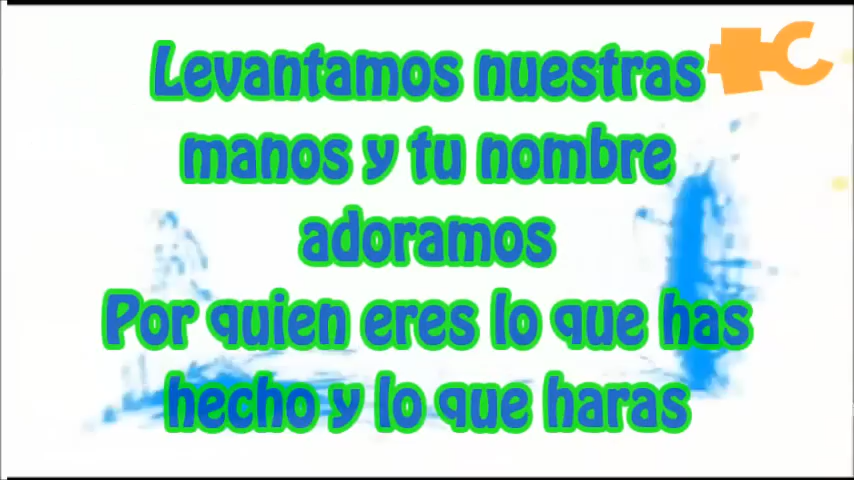 Levantamos nuestras
manos y tu nombre
adoramos
Por quien eres lo que has
hecho y lo que haras